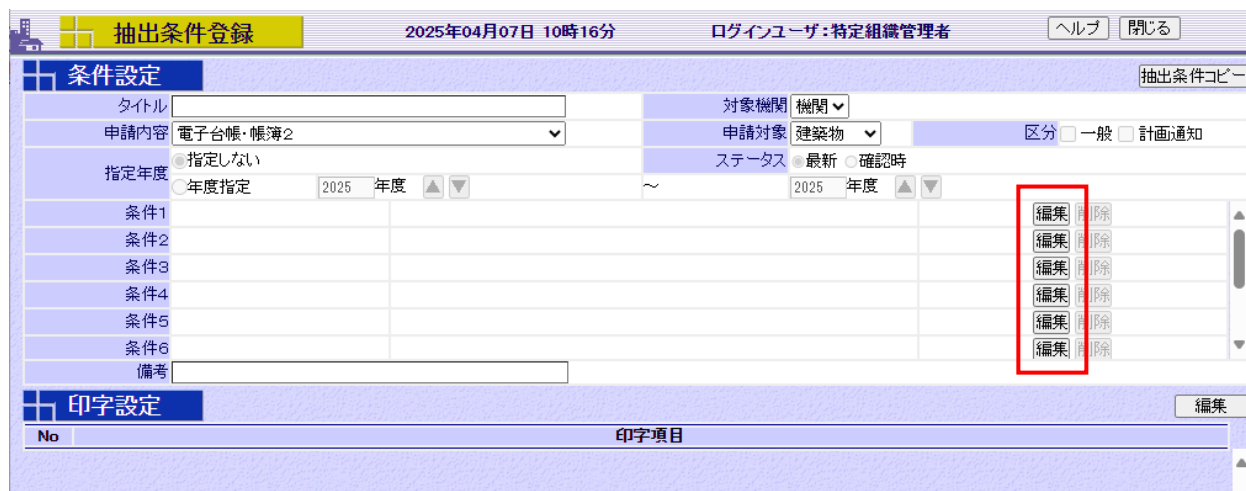 抽出条件登録 2025年04月07日 10時16分 ログインユーザ:特定組織管理者 ヘルプ 閉じる
条件設定 抽出条件コピー
タイトル 対象機関 機関
申請内容 電子台帳・帳簿2 申請対象 建築物 区分 一般 計画通知
指定年度 指定しない ステータス 最新 確認時
年度指定 2025 年度 ～ 2025 年度
条件1 編集 削除
条件2 編集 削除
条件3 編集 削除
条件4 編集 削除
条件5 編集 削除
条件6 編集 削除
備考
印字設定 編集
No 印字項目